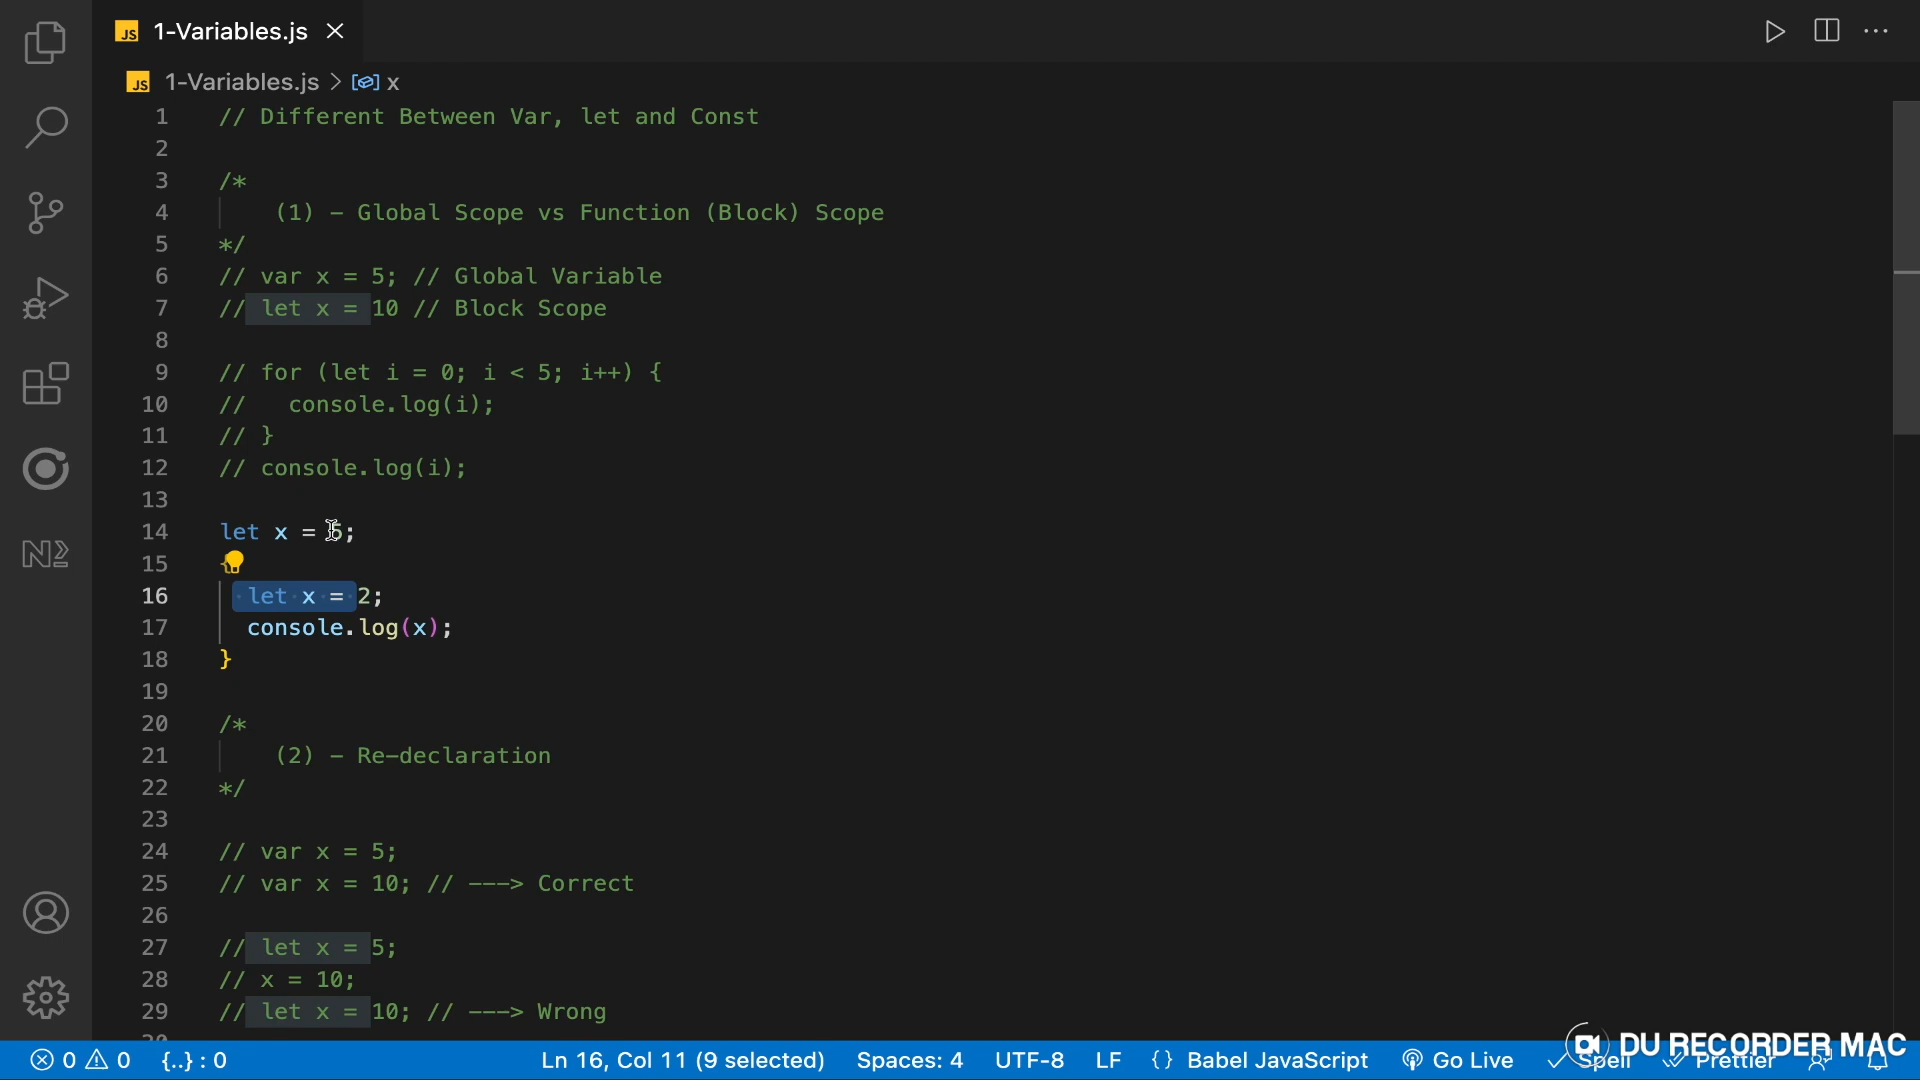 JS 1-Variables.js
JS 1-Variables.js > x
1 // Different Between Var, let and Const
2
3 /*
4 (1) - Global Scope vs Function (Block) Scope
5 */
6 // var x = 5; // Global Variable
7 // let x = 10 // Block Scope
8
9 // for (let i = 0; i < 5; i++) {
10 // console.log(i);
11 // }
12 // console.log(i);
13
14 let x = 5;
15 {
16 let x = 2;
17 console.log(x);
18 }
19
20 /*
21 (2) - Re-declaration
22 */
23
24 // var x = 5;
25 // var x = 10; // ---> Correct
26
27 // let x = 5;
28 // x = 10;
29 // let x = 10; // ---> Wrong
30
0 0 {..} : 0 Ln 16, Col 11 (9 selected) Spaces: 4 UTF-8 LF {} Babel JavaScript Go Live Spell Prettier
DU RECORDER MAC